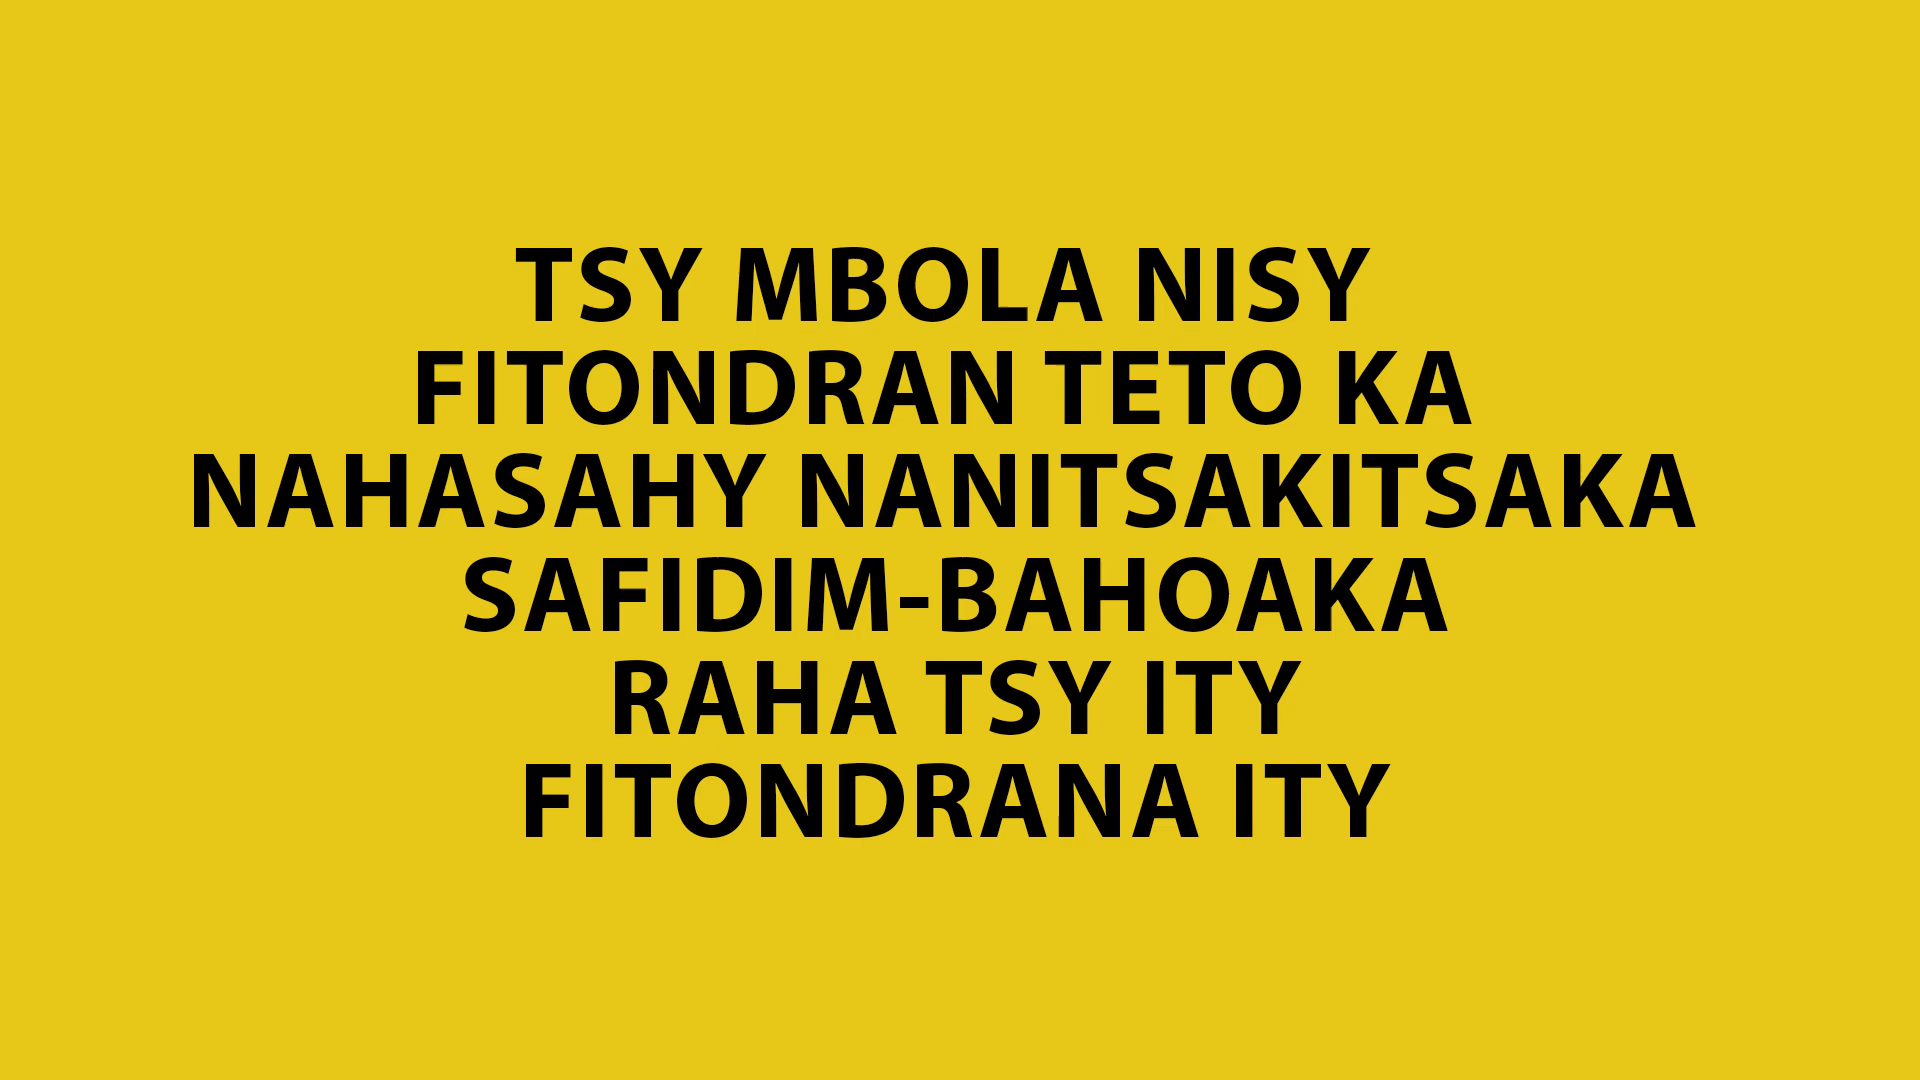 TSY MBOLA NISY
FITONDRAN TETO KA
NAHASAHY NANITSAKITSAKA
SAFIDIM-BAHOAKA
RAHA TSY ITY
FITONDRANA ITY